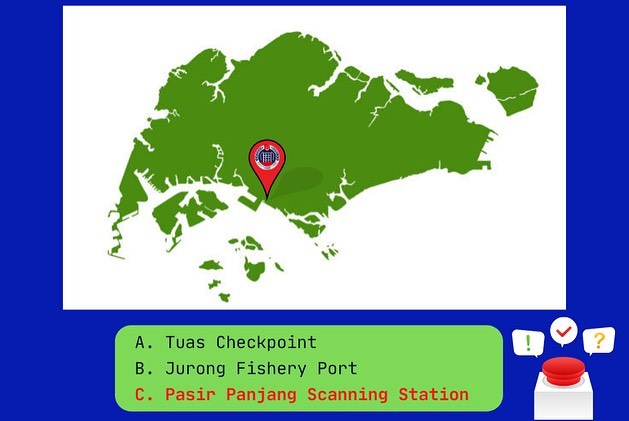 A. Tuas Checkpoint
B. Jurong Fishery Port
C. Pasir Panjang Scanning Station
!
?